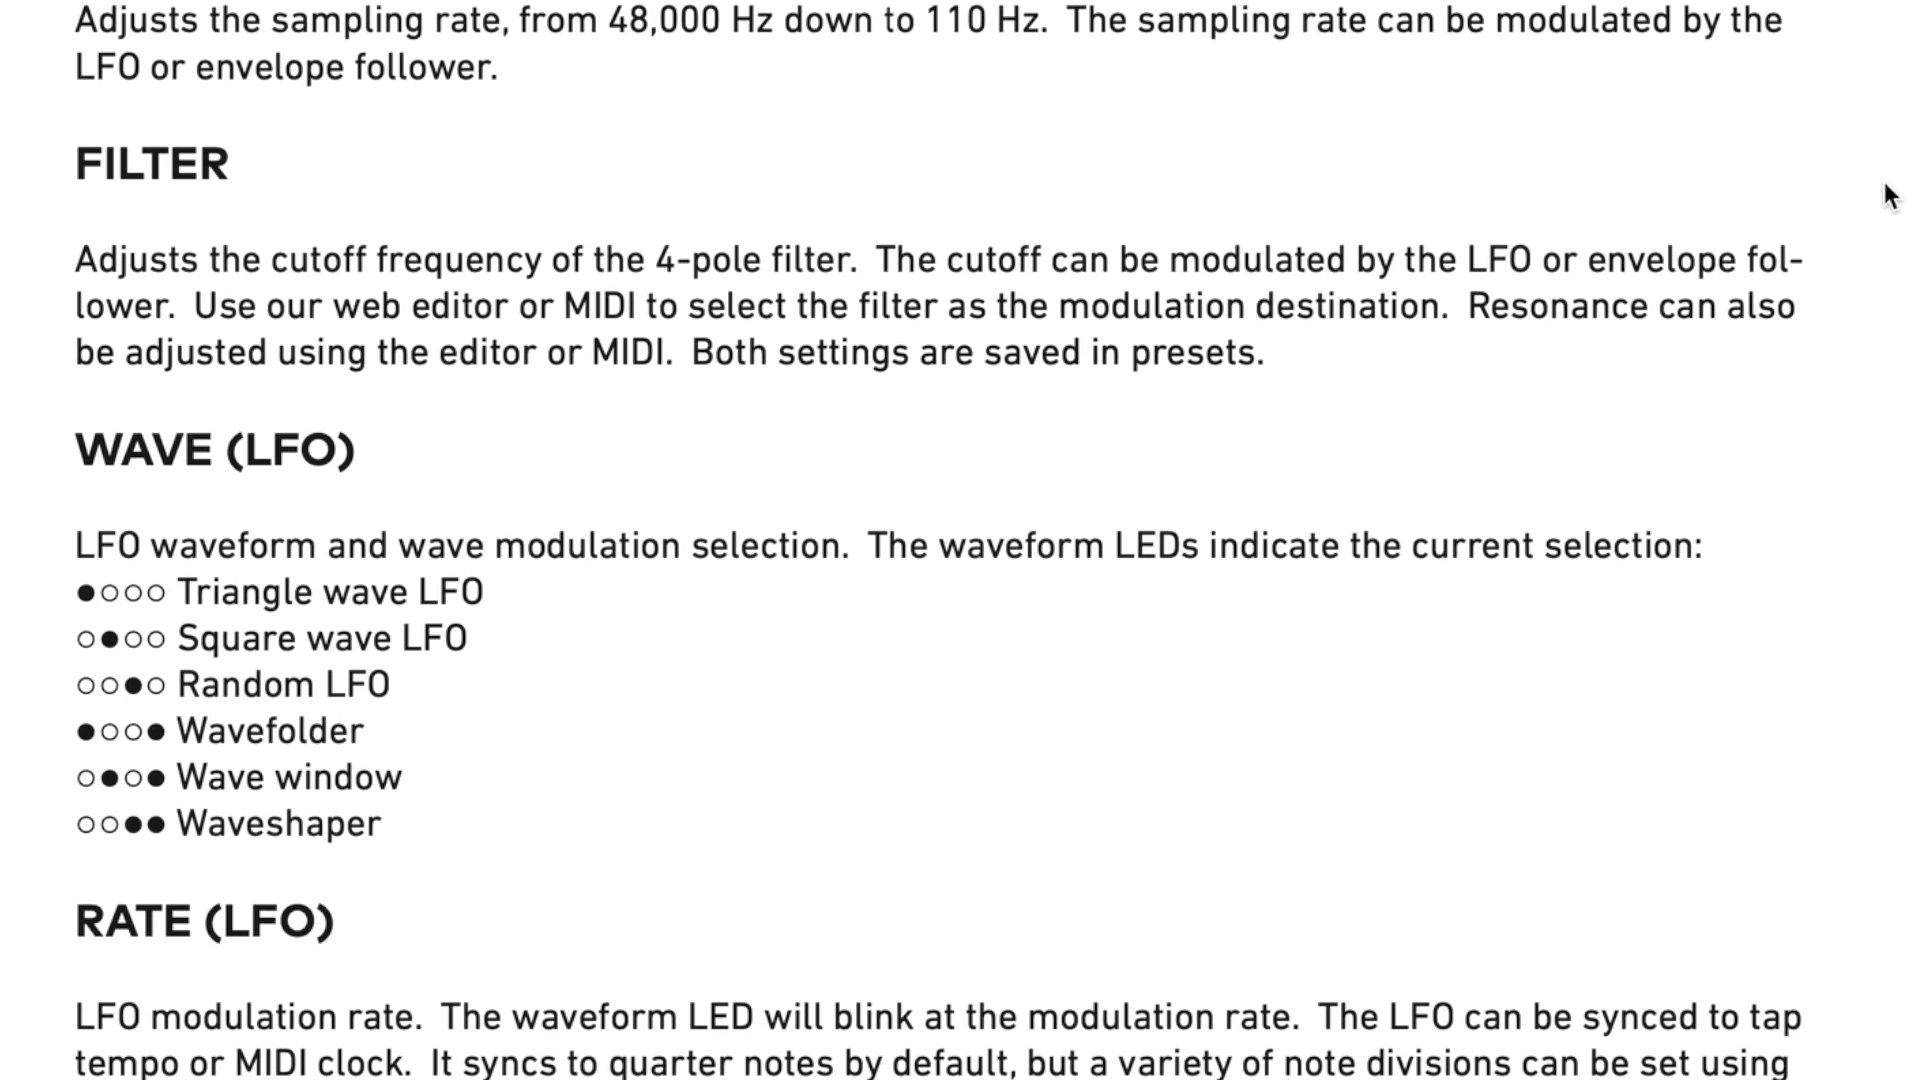 Adjusts the sampling rate, from 48,000 Hz down to 110 Hz.  The sampling rate can be modulated by the
LFO or envelope follower.
FILTER
Adjusts the cutoff frequency of the 4-pole filter.  The cutoff can be modulated by the LFO or envelope fol-
lower.  Use our web editor or MIDI to select the filter as the modulation destination.  Resonance can also
be adjusted using the editor or MIDI.  Both settings are saved in presets.
WAVE (LFO)
LFO waveform and wave modulation selection.  The waveform LEDs indicate the current selection:
●○○○ Triangle wave LFO
○●○○ Square wave LFO
○○●○ Random LFO
●○○● Wavefolder
○●○● Wave window
○○●● Waveshaper
RATE (LFO)
LFO modulation rate.  The waveform LED will blink at the modulation rate.  The LFO can be synced to tap
tempo or MIDI clock.  It syncs to quarter notes by default, but a variety of note divisions can be set using